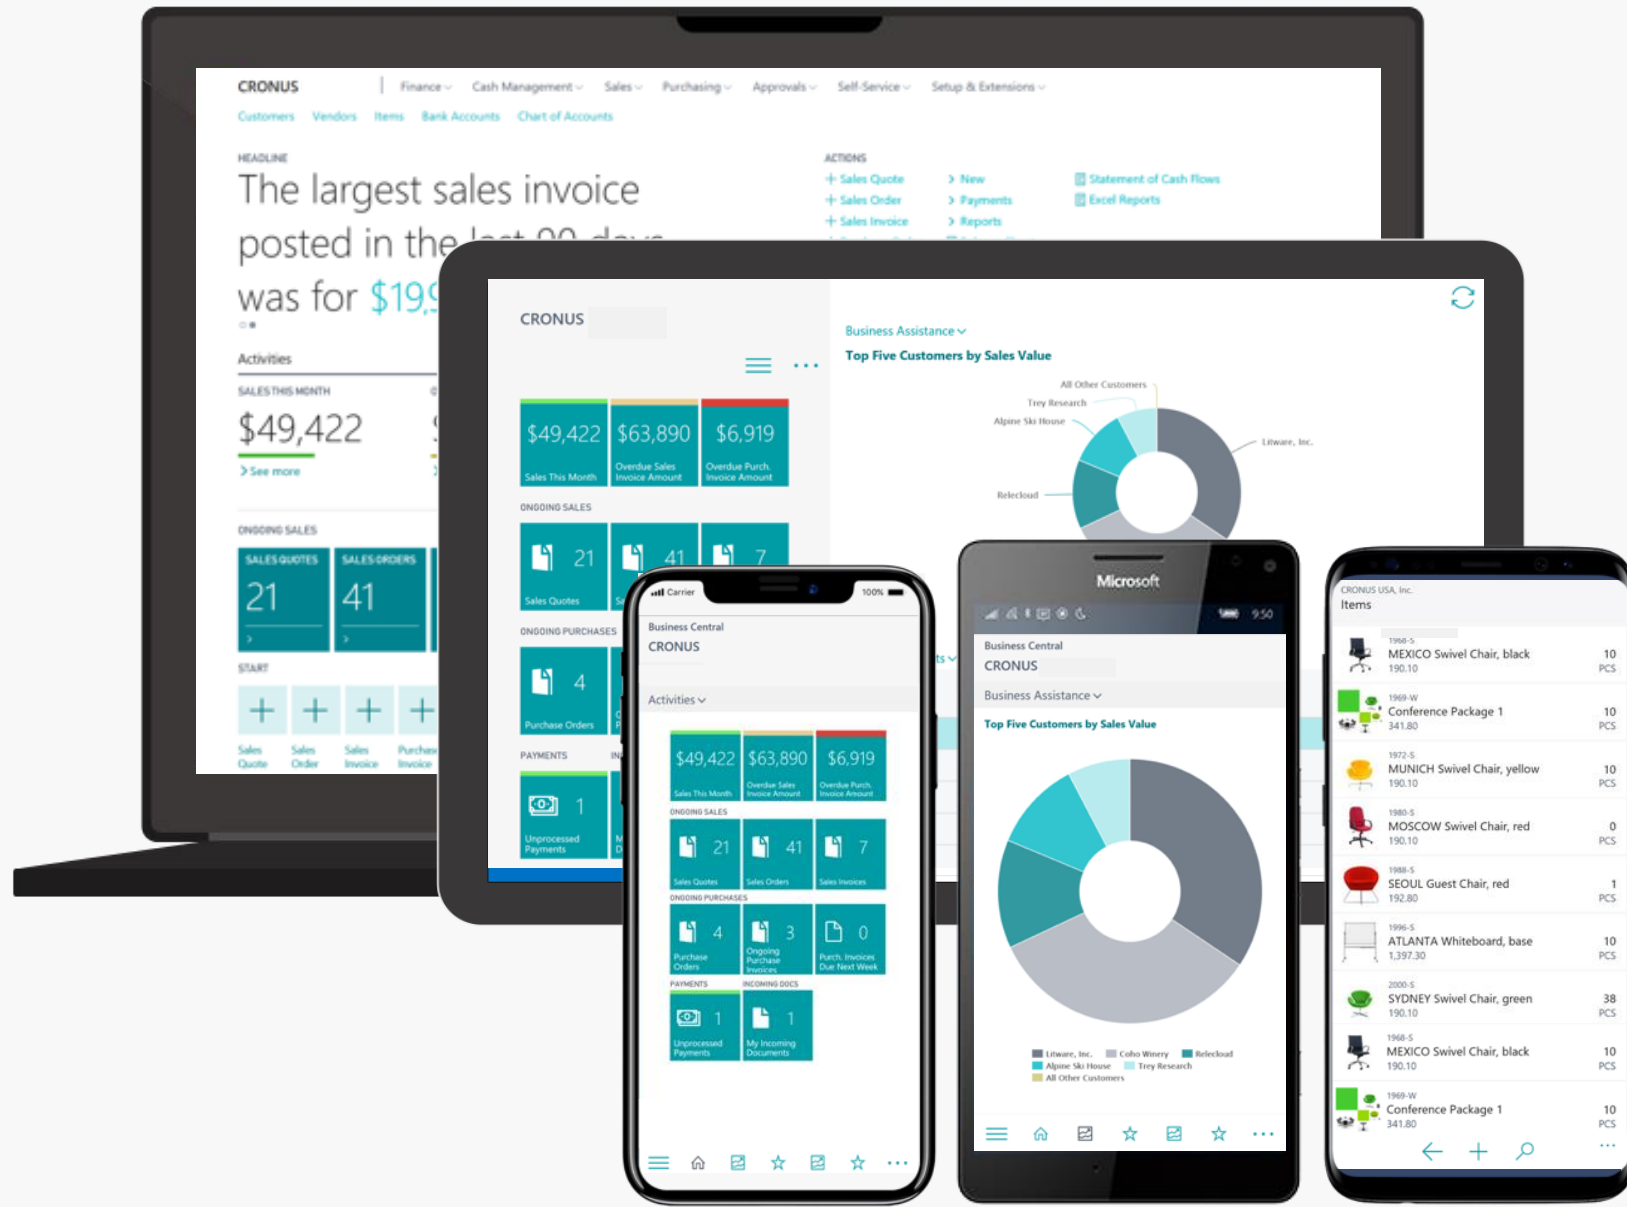 CRONUS
Finance
Cash Management
Sales
Purchasing
Approvals
Self-Service
Setup & Extensions
Customers
Vendors
Items
Bank Accounts
Chart of Accounts
HEADLINE
The largest sales invoice
posted in the last 90 days
was for $19,9
ACTIONS
+ Sales Quote
> New
Statement of Cash Flows
+ Sales Order
> Payments
Excel Reports
+ Sales Invoice
> Reports
Activities
SALES THIS MONTH
$49,422
> See more
ONGOING SALES
SALES QUOTES
21
>
SALES ORDERS
41
>
START
Sales
Quote
Sales
Order
Sales
Invoice
Purchase
Invoice
CRONUS
Business Assistance
Top Five Customers by Sales Value
All Other Customers
Trey Research
Alpine Ski House
Litware, Inc.
Relecloud
$49,422
Sales This Month
$63,890
Overdue Sales
Invoice Amount
$6,919
Overdue Purch.
Invoice Amount
ONGOING SALES
21
Sales Quotes
41
7
ONGOING PURCHASES
4
Purchase Orders
PAYMENTS
1
Unprocessed
Payments
Carrier
100%
Business Central
CRONUS
Activities
$49,422
Sales This Month
$63,890
Overdue Sales
Invoice Amount
$6,919
Overdue Purch.
Invoice Amount
ONGOING SALES
21
Sales Quotes
41
Sales Orders
7
Sales Invoices
ONGOING PURCHASES
4
Purchase
Orders
3
Ongoing
Purchase
Invoices
0
Purch. Invoices
Due Next Week
PAYMENTS
INCOMING DOCS
1
Unprocessed
Payments
1
My Incoming
Documents
Microsoft
9:50
Business Central
CRONUS
Business Assistance
Top Five Customers by Sales Value
Litware, Inc.
Coho Winery
Relecloud
Alpine Ski House
Trey Research
All Other Customers
CRONUS USA, Inc.
Items
1968-S
MEXICO Swivel Chair, black
10
190.10
PCS
1969-W
Conference Package 1
10
341.80
PCS
1972-S
MUNICH Swivel Chair, yellow
10
190.10
PCS
1980-S
MOSCOW Swivel Chair, red
0
190.10
PCS
1988-S
SEOUL Guest Chair, red
1
192.80
PCS
1996-S
ATLANTA Whiteboard, base
10
1,397.30
PCS
2000-S
SYDNEY Swivel Chair, green
38
190.10
PCS
1968-S
MEXICO Swivel Chair, black
10
190.10
PCS
1969-W
Conference Package 1
10
341.80
PCS